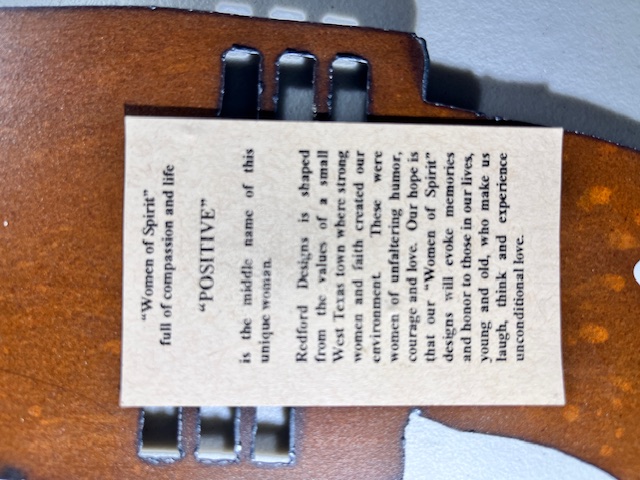 “Women of Spirit”
full of compassion and life
“POSITIVE”
is the middle name of this
unique woman.
Redford Designs is shaped
from the values of a small
West Texas town where strong
women and faith created our
environment. These were
women of unfaltering humor,
courage and love. Our hope is
that our “Women of Spirit”
designs will evoke memories
and honor to those in our lives,
young and old, who make us
laugh, think and experience
unconditional love.